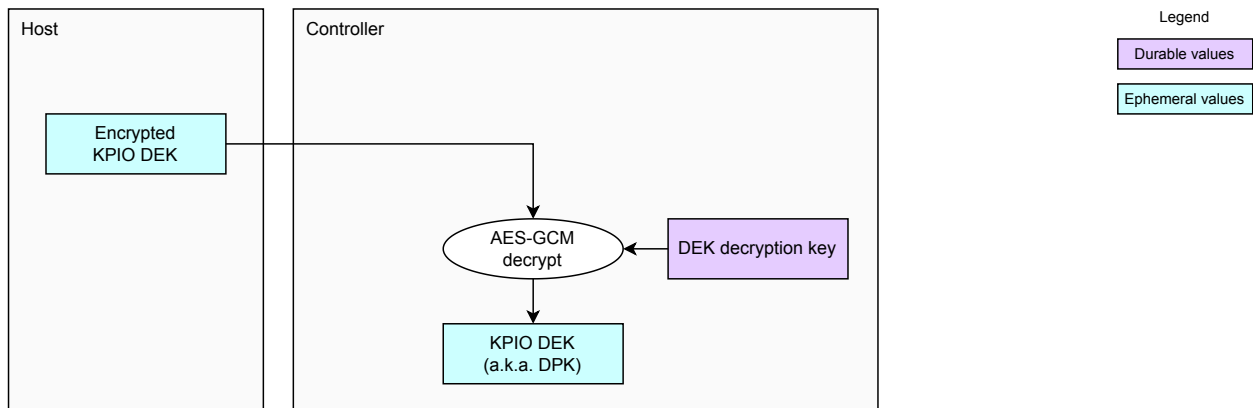 Host
Controller
Legend
Durable values
Ephemeral values
Encrypted
KPIO DEK
AES-GCM
decrypt
DEK decryption key
KPIO DEK
(a.k.a. DPK)